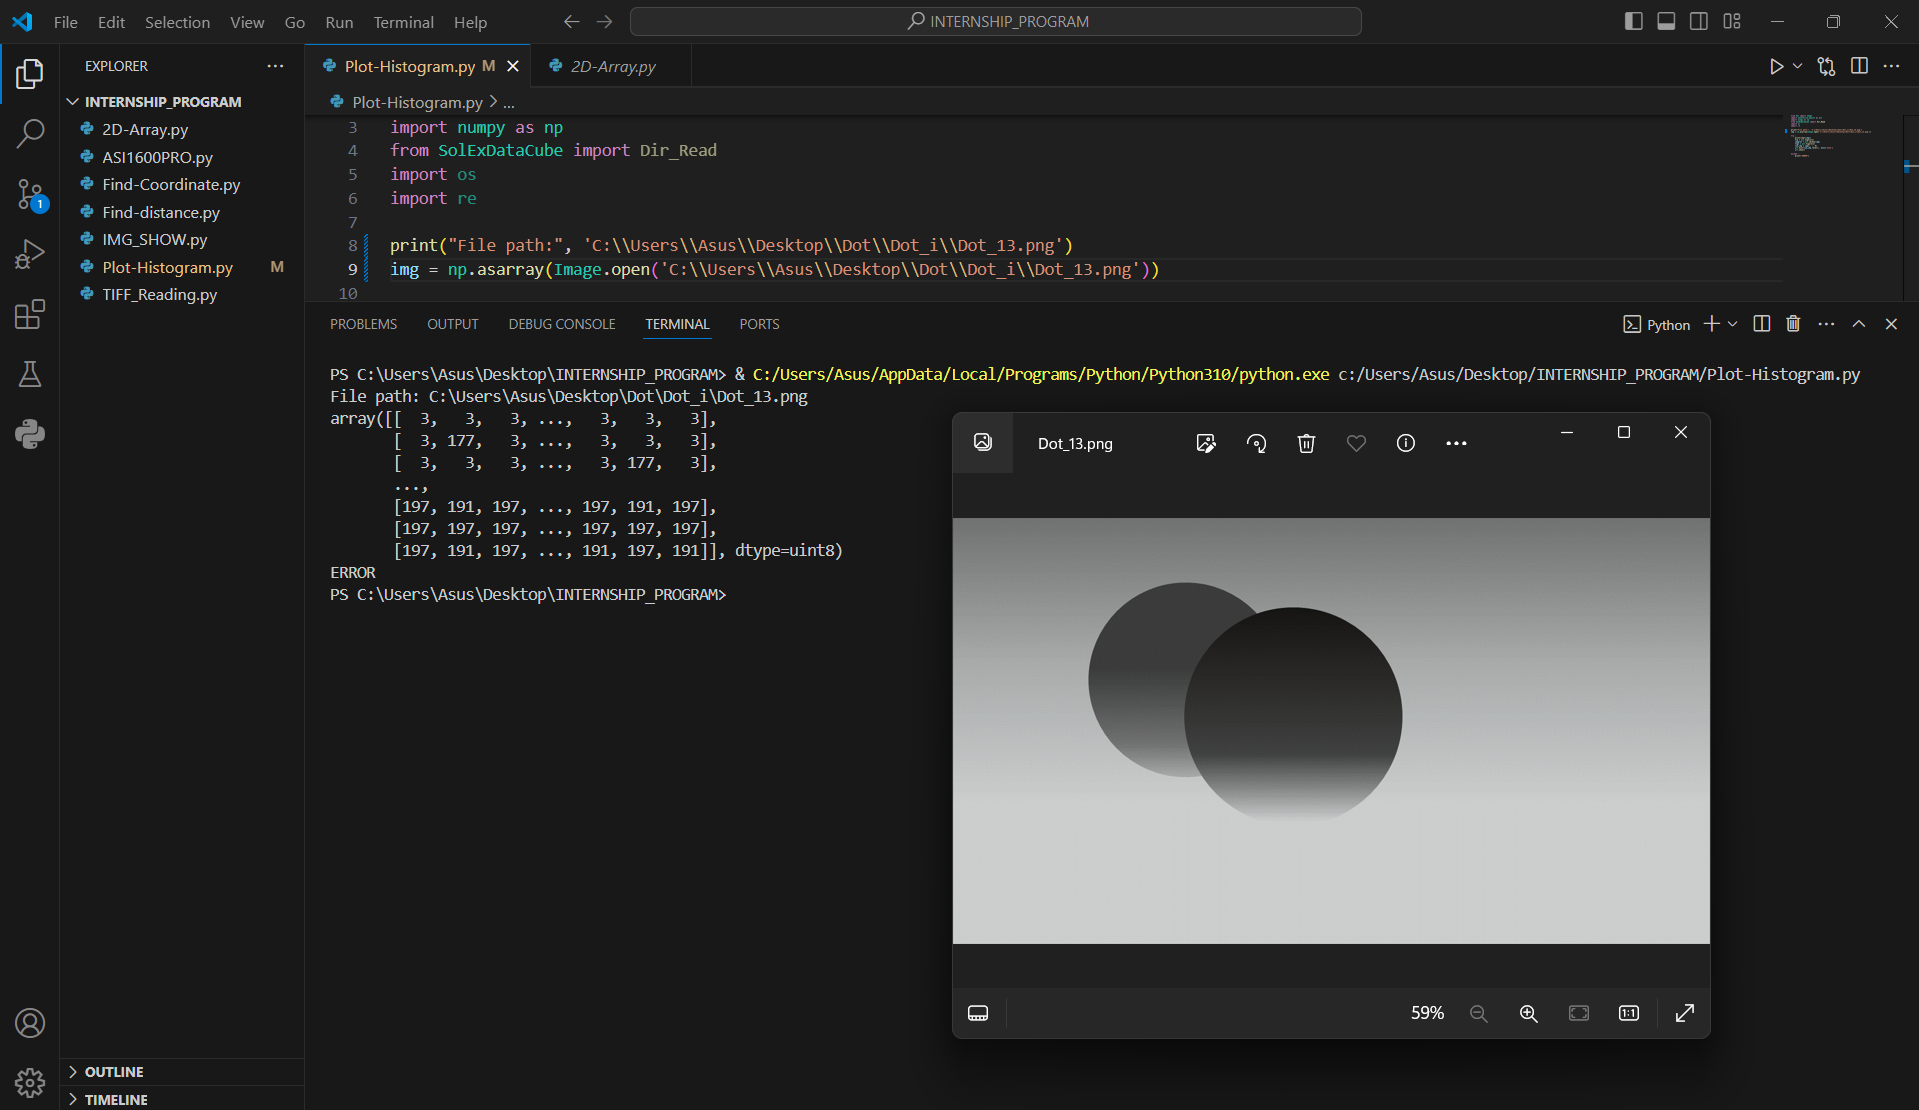 File Edit Selection View Go Run Terminal Help
INTERNSHIP_PROGRAM
EXPLORER
INTERNSHIP_PROGRAM
2D-Array.py
ASI1600PRO.py
Find-Coordinate.py
Find-distance.py
IMG_SHOW.py
Plot-Histogram.py M
TIFF_Reading.py
1
OUTLINE
TIMELINE
Plot-Histogram.py M
2D-Array.py
Plot-Histogram.py > ...
3 import numpy as np
4 from SolExDataCube import Dir_Read
5 import os
6 import re
7
8 print("File path:", 'C:\\Users\\Asus\\Desktop\\Dot\\Dot_i\\Dot_13.png')
9 img = np.asarray(Image.open('C:\\Users\\Asus\\Desktop\\Dot\\Dot_i\\Dot_13.png'))
10
PROBLEMS OUTPUT DEBUG CONSOLE TERMINAL PORTS
Python
PS C:\Users\Asus\Desktop\INTERNSHIP_PROGRAM> & C:/Users/Asus/AppData/Local/Programs/Python/Python310/python.exe c:/Users/Asus/Desktop/INTERNSHIP_PROGRAM/Plot-Histogram.py
File path: C:\Users\Asus\Desktop\Dot\Dot_i\Dot_13.png
array([[  3,   3,   3, ...,   3,   3,   3],
[  3, 177,   3, ...,   3,   3,   3],
[  3,   3,   3, ...,   3, 177,   3],
...,
[197, 191, 197, ..., 197, 191, 197],
[197, 197, 197, ..., 197, 197, 197],
[197, 191, 197, ..., 191, 197, 191]], dtype=uint8)
ERROR
PS C:\Users\Asus\Desktop\INTERNSHIP_PROGRAM>
Dot_13.png
59%
1:1